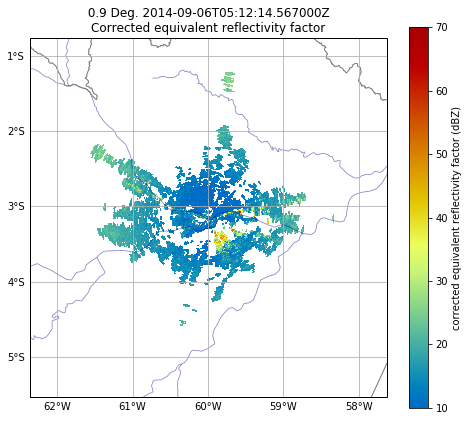 0.9 Deg. 2014-09-06T05:12:14.567000Z
Corrected equivalent reflectivity factor
1°S
2°S
3°S
4°S
5°S
62°W
61°W
60°W
59°W
58°W
70
60
50
40
30
20
10
corrected equivalent reflectivity factor (dBZ)